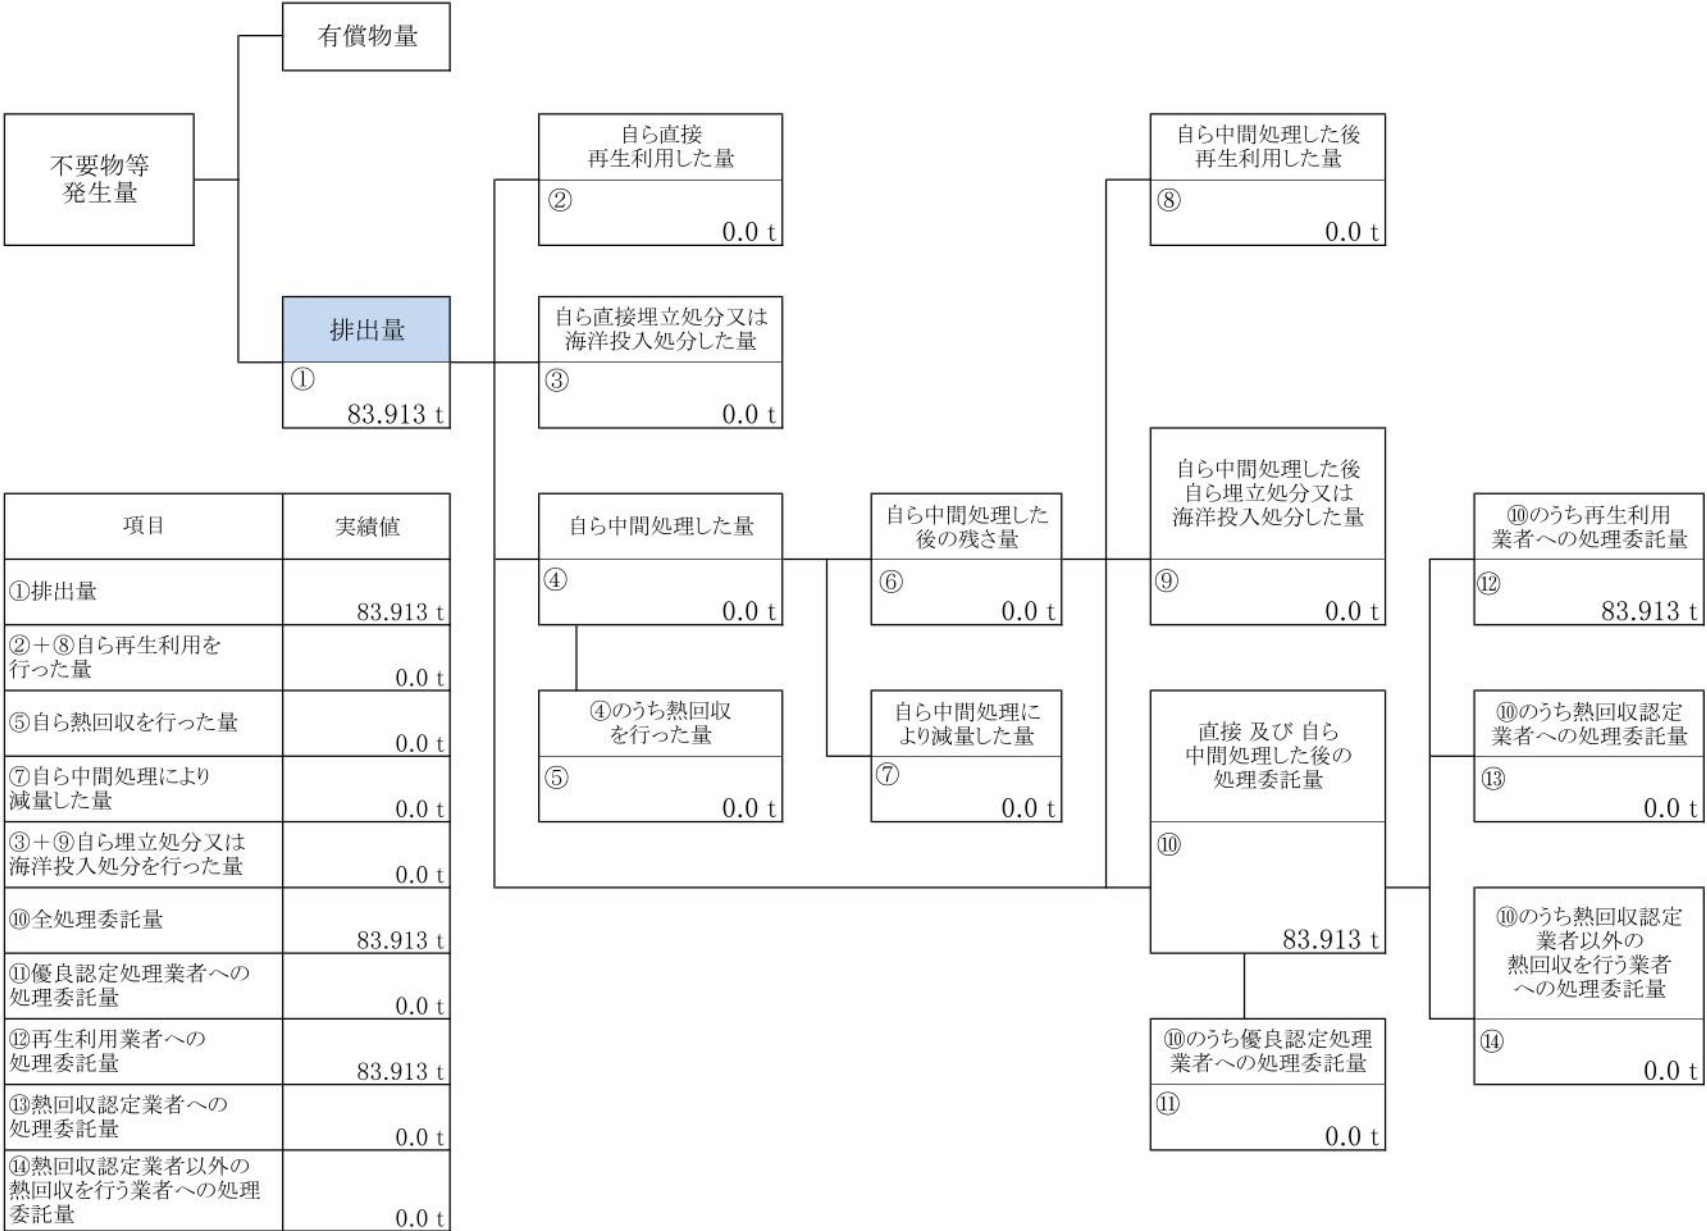 有償物量
不要物等
発生量
自ら直接
再生利用した量
②
0.0 t
自ら中間処理した後
再生利用した量
⑧
0.0 t
排出量
①
83.913 t
自ら直接埋立処分又は
海洋投入処分した量
③
0.0 t
自ら中間処理した量
④
0.0 t
自ら中間処理した
後の残さ量
⑥
0.0 t
自ら中間処理した後
自ら埋立処分又は
海洋投入処分した量
⑨
0.0 t
⑩のうち再生利用
業者への処理委託量
⑫
83.913 t
④のうち熱回収
を行った量
⑤
0.0 t
自ら中間処理に
より減量した量
⑦
0.0 t
直接 及び 自ら
中間処理した後の
処理委託量
⑩
83.913 t
⑩のうち熱回収認定
業者への処理委託量
⑬
0.0 t
⑩のうち熱回収認定
業者以外の
熱回収を行う業者
への処理委託量
⑭
0.0 t
⑩のうち優良認定処理
業者への処理委託量
⑪
0.0 t
項目
実績値
①排出量
83.913 t
②＋⑧自ら再生利用を
行った量
0.0 t
⑤自ら熱回収を行った量
0.0 t
⑦自ら中間処理により
減量した量
0.0 t
③＋⑨自ら埋立処分又は
海洋投入処分を行った量
0.0 t
⑩全処理委託量
83.913 t
⑪優良認定処理業者への
処理委託量
0.0 t
⑫再生利用業者への
処理委託量
83.913 t
⑬熱回収認定業者への
処理委託量
0.0 t
⑭熱回収認定業者以外の
熱回収を行う業者への処理
委託量
0.0 t